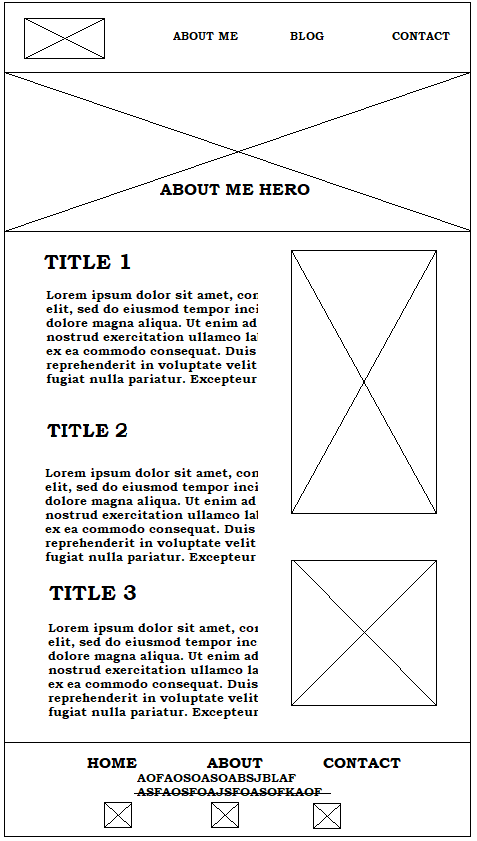 ABOUT ME BLOG CONTACT
ABOUT ME HERO
TITLE 1
Lorem ipsum dolor sit amet, con
elit, sed do eiusmod tempor inci
dolore magna aliqua. Ut enim ad
nostrud exercitation ullamco la
ex ea commodo consequat. Duis
reprehenderit in voluptate velit
fugiat nulla pariatur. Excepteur
TITLE 2
Lorem ipsum dolor sit amet, con
elit, sed do eiusmod tempor inci
dolore magna aliqua. Ut enim ad
nostrud exercitation ullamco la
ex ea commodo consequat. Duis
reprehenderit in voluptate velit
fugiat nulla pariatur. Excepteur
TITLE 3
Lorem ipsum dolor sit amet, con
elit, sed do eiusmod tempor inc
dolore magna aliqua. Ut enim ad
nostrud exercitation ullamco la
ex ea commodo consequat. Duis
reprehenderit in voluptate velit
fugiat nulla pariatur. Excepteur
HOME ABOUT CONTACT
AOFAOSOASOABSJBLAF
ASFAOSFOAJSFOASOFKAOF